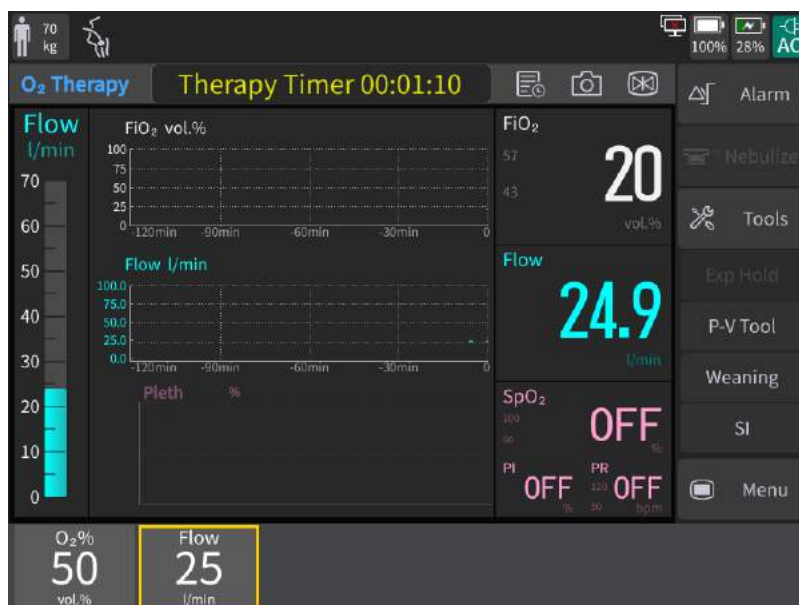 70
kg
100%
28%
AC
O₂ Therapy
Therapy Timer 00:01:10
Alarm
Flow
l/min
70
60
50
40
30
20
10
0
FiO₂ vol.%
100
75
50
25
0
-120min
-90min
-60min
-30min
0
Flow l/min
100.0
75.0
50.0
25.0
0.0
-120min
-90min
-60min
-30min
0
Pleth %
FiO₂
57
43
20
vol.%
Flow
24.9
l/min
SpO₂
100
90
OFF
%
PI
OFF
%
PR
120
50
OFF
bpm
Nebulize
Tools
Exp Hold
P-V Tool
Weaning
SI
Menu
O₂%
50
vol.%
Flow
25
l/min